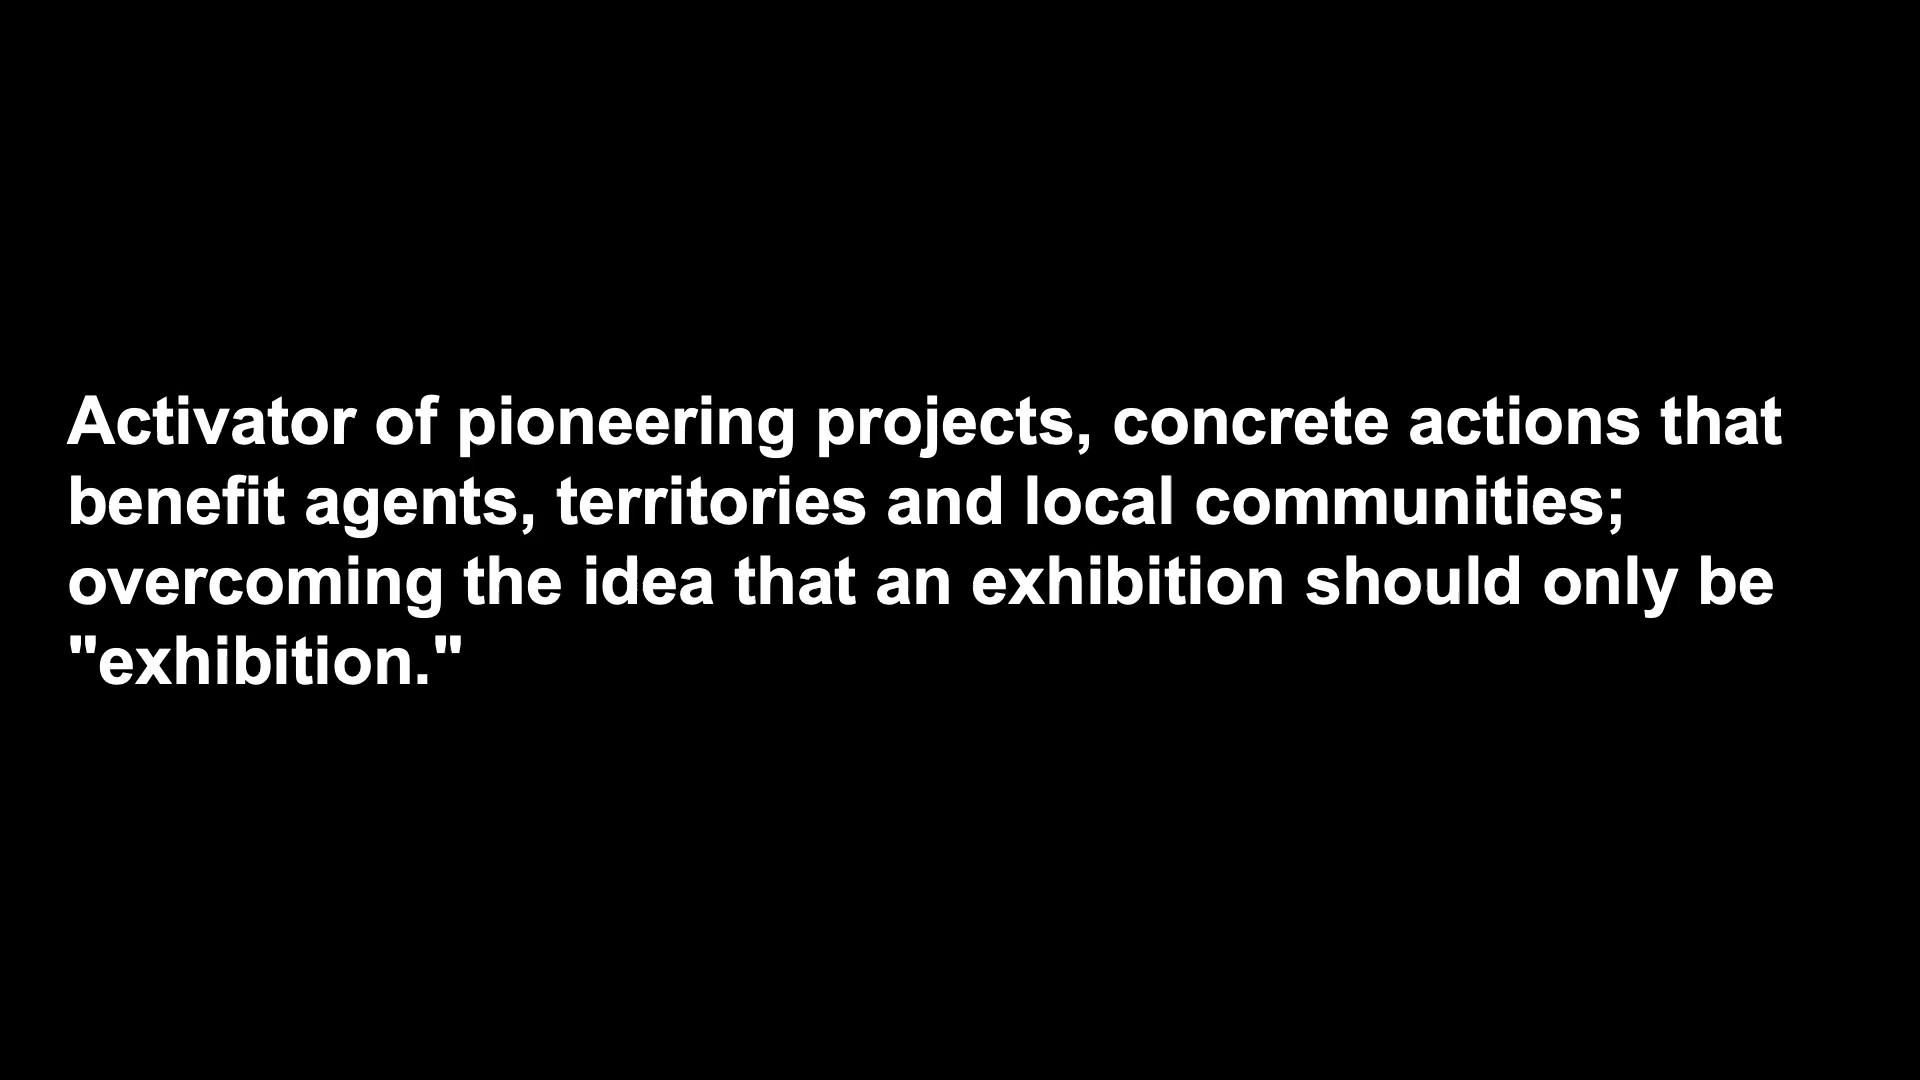 Activator of pioneering projects, concrete actions that
benefit agents, territories and local communities;
overcoming the idea that an exhibition should only be
"exhibition."